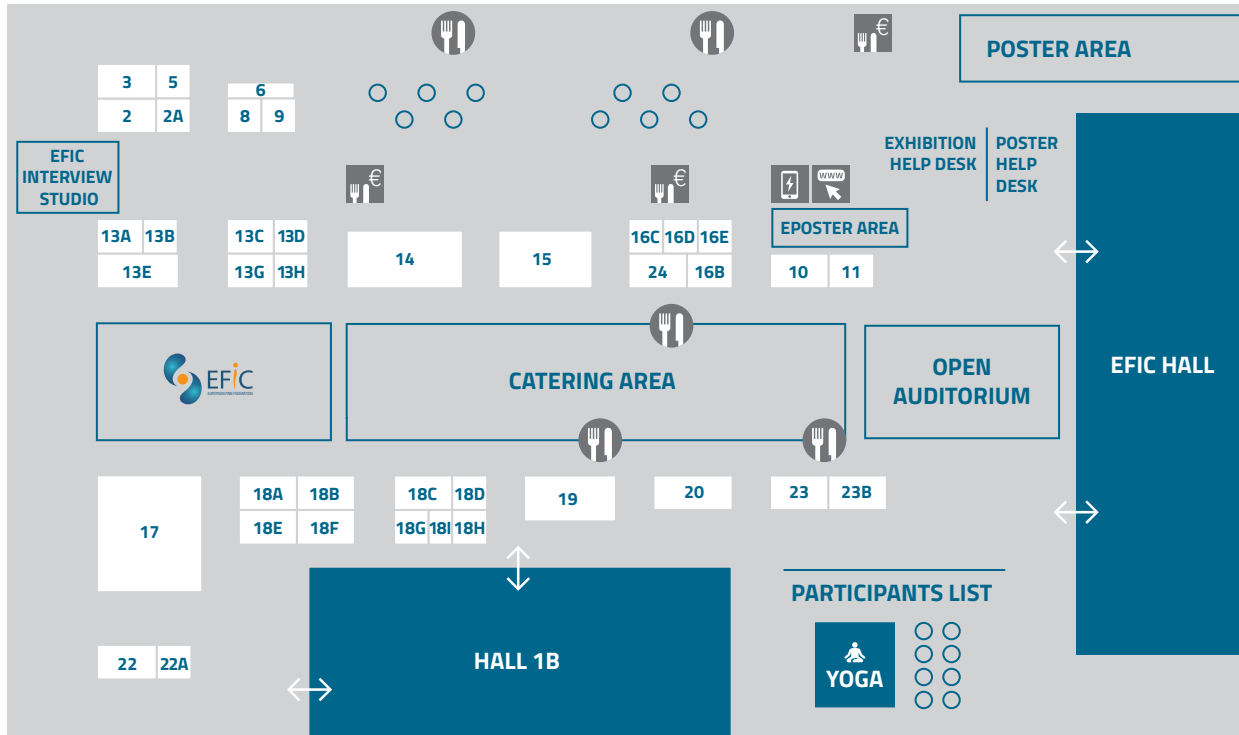 €
POSTER AREA
3
5
2
2A
6
8
9
EXHIBITION
HELP DESK
POSTER
HELP
DESK
EFIC
INTERVIEW
STUDIO
€
€
WWW
EPOSTER AREA
13A
13B
13E
13C
13D
13G
13H
14
15
16C
16D
16E
24
16B
10
11
EFIC
CATERING AREA
OPEN
AUDITORIUM
EFIC HALL
17
18A
18B
18E
18F
18C
18D
18G
18I
18H
19
20
23
23B
PARTICIPANTS LIST
YOGA
22
22A
HALL 1B